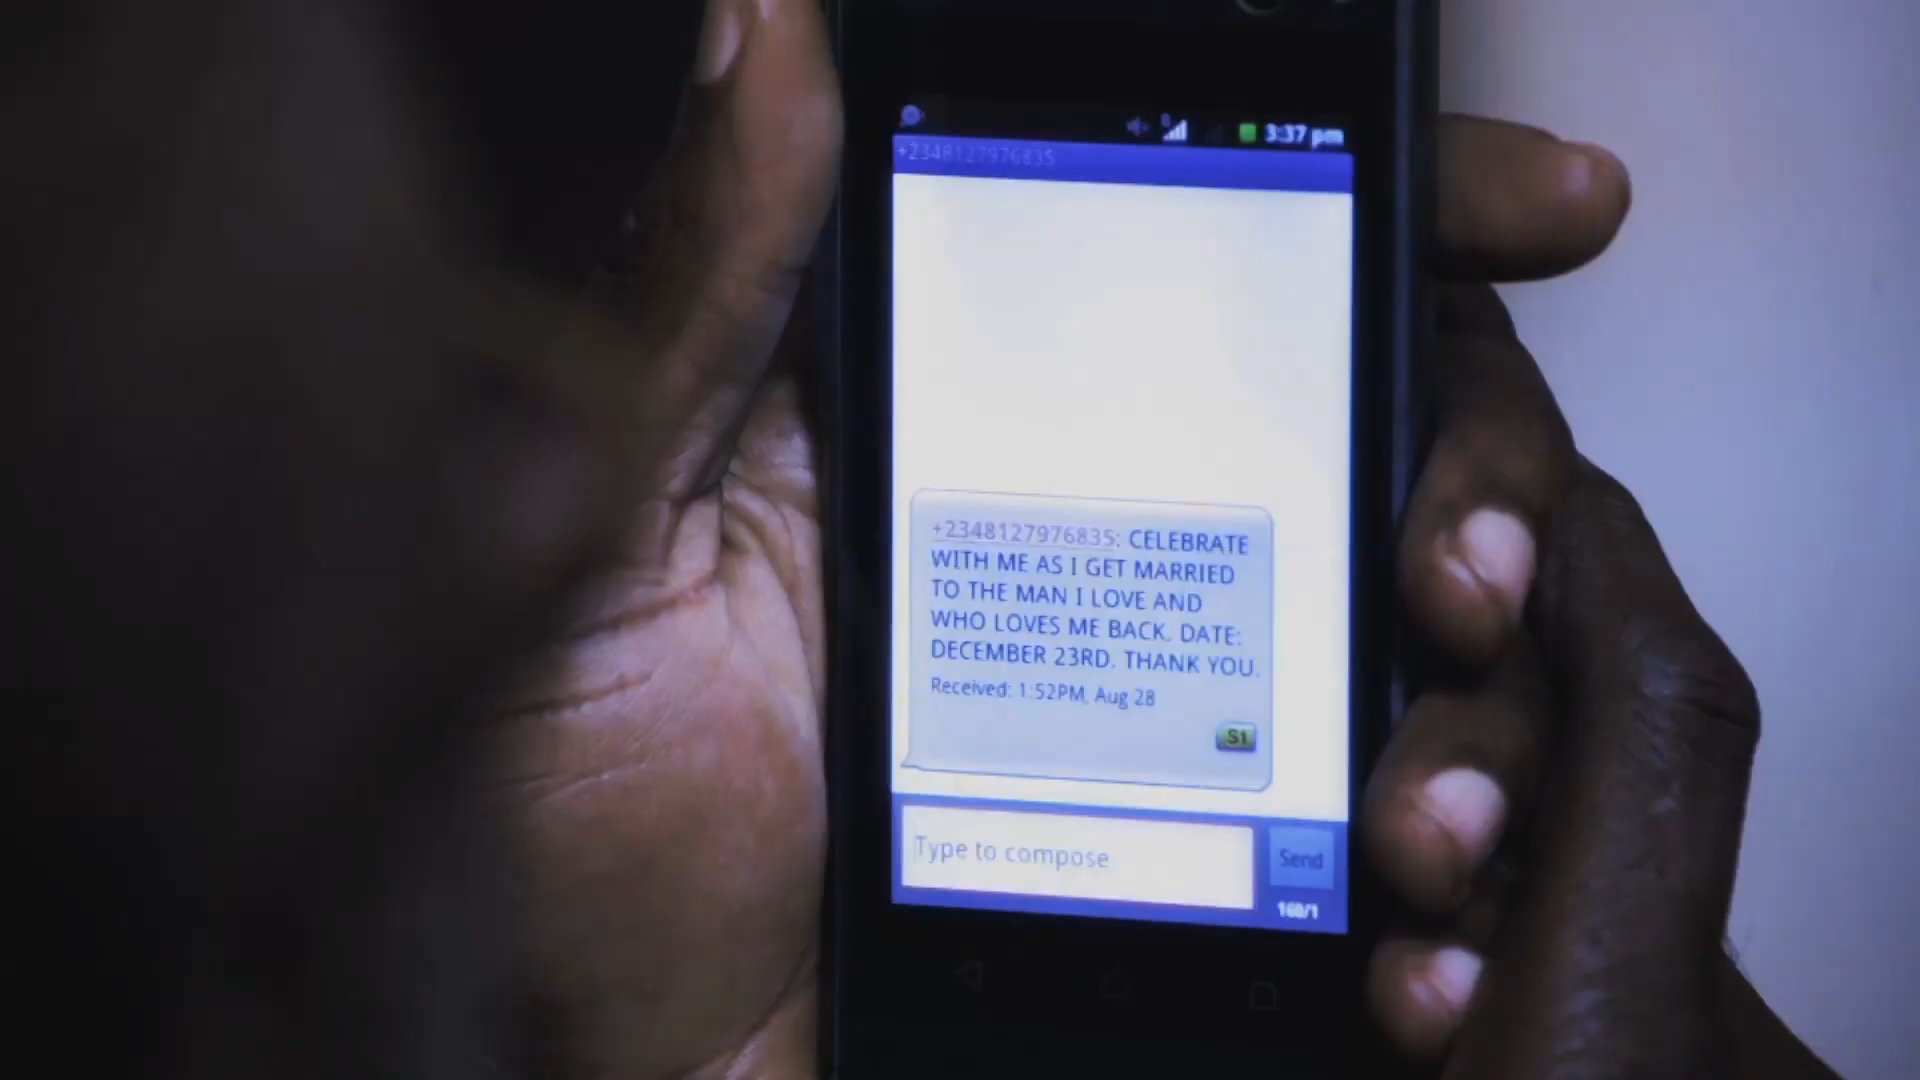 3:37 pm
+2348127976835
+2348127976835: CELEBRATE
WITH ME AS I GET MARRIED
TO THE MAN I LOVE AND
WHO LOVES ME BACK. DATE:
DECEMBER 23RD. THANK YOU.
Received: 1:52PM, Aug 28
S1
Type to compose
Send
160/1